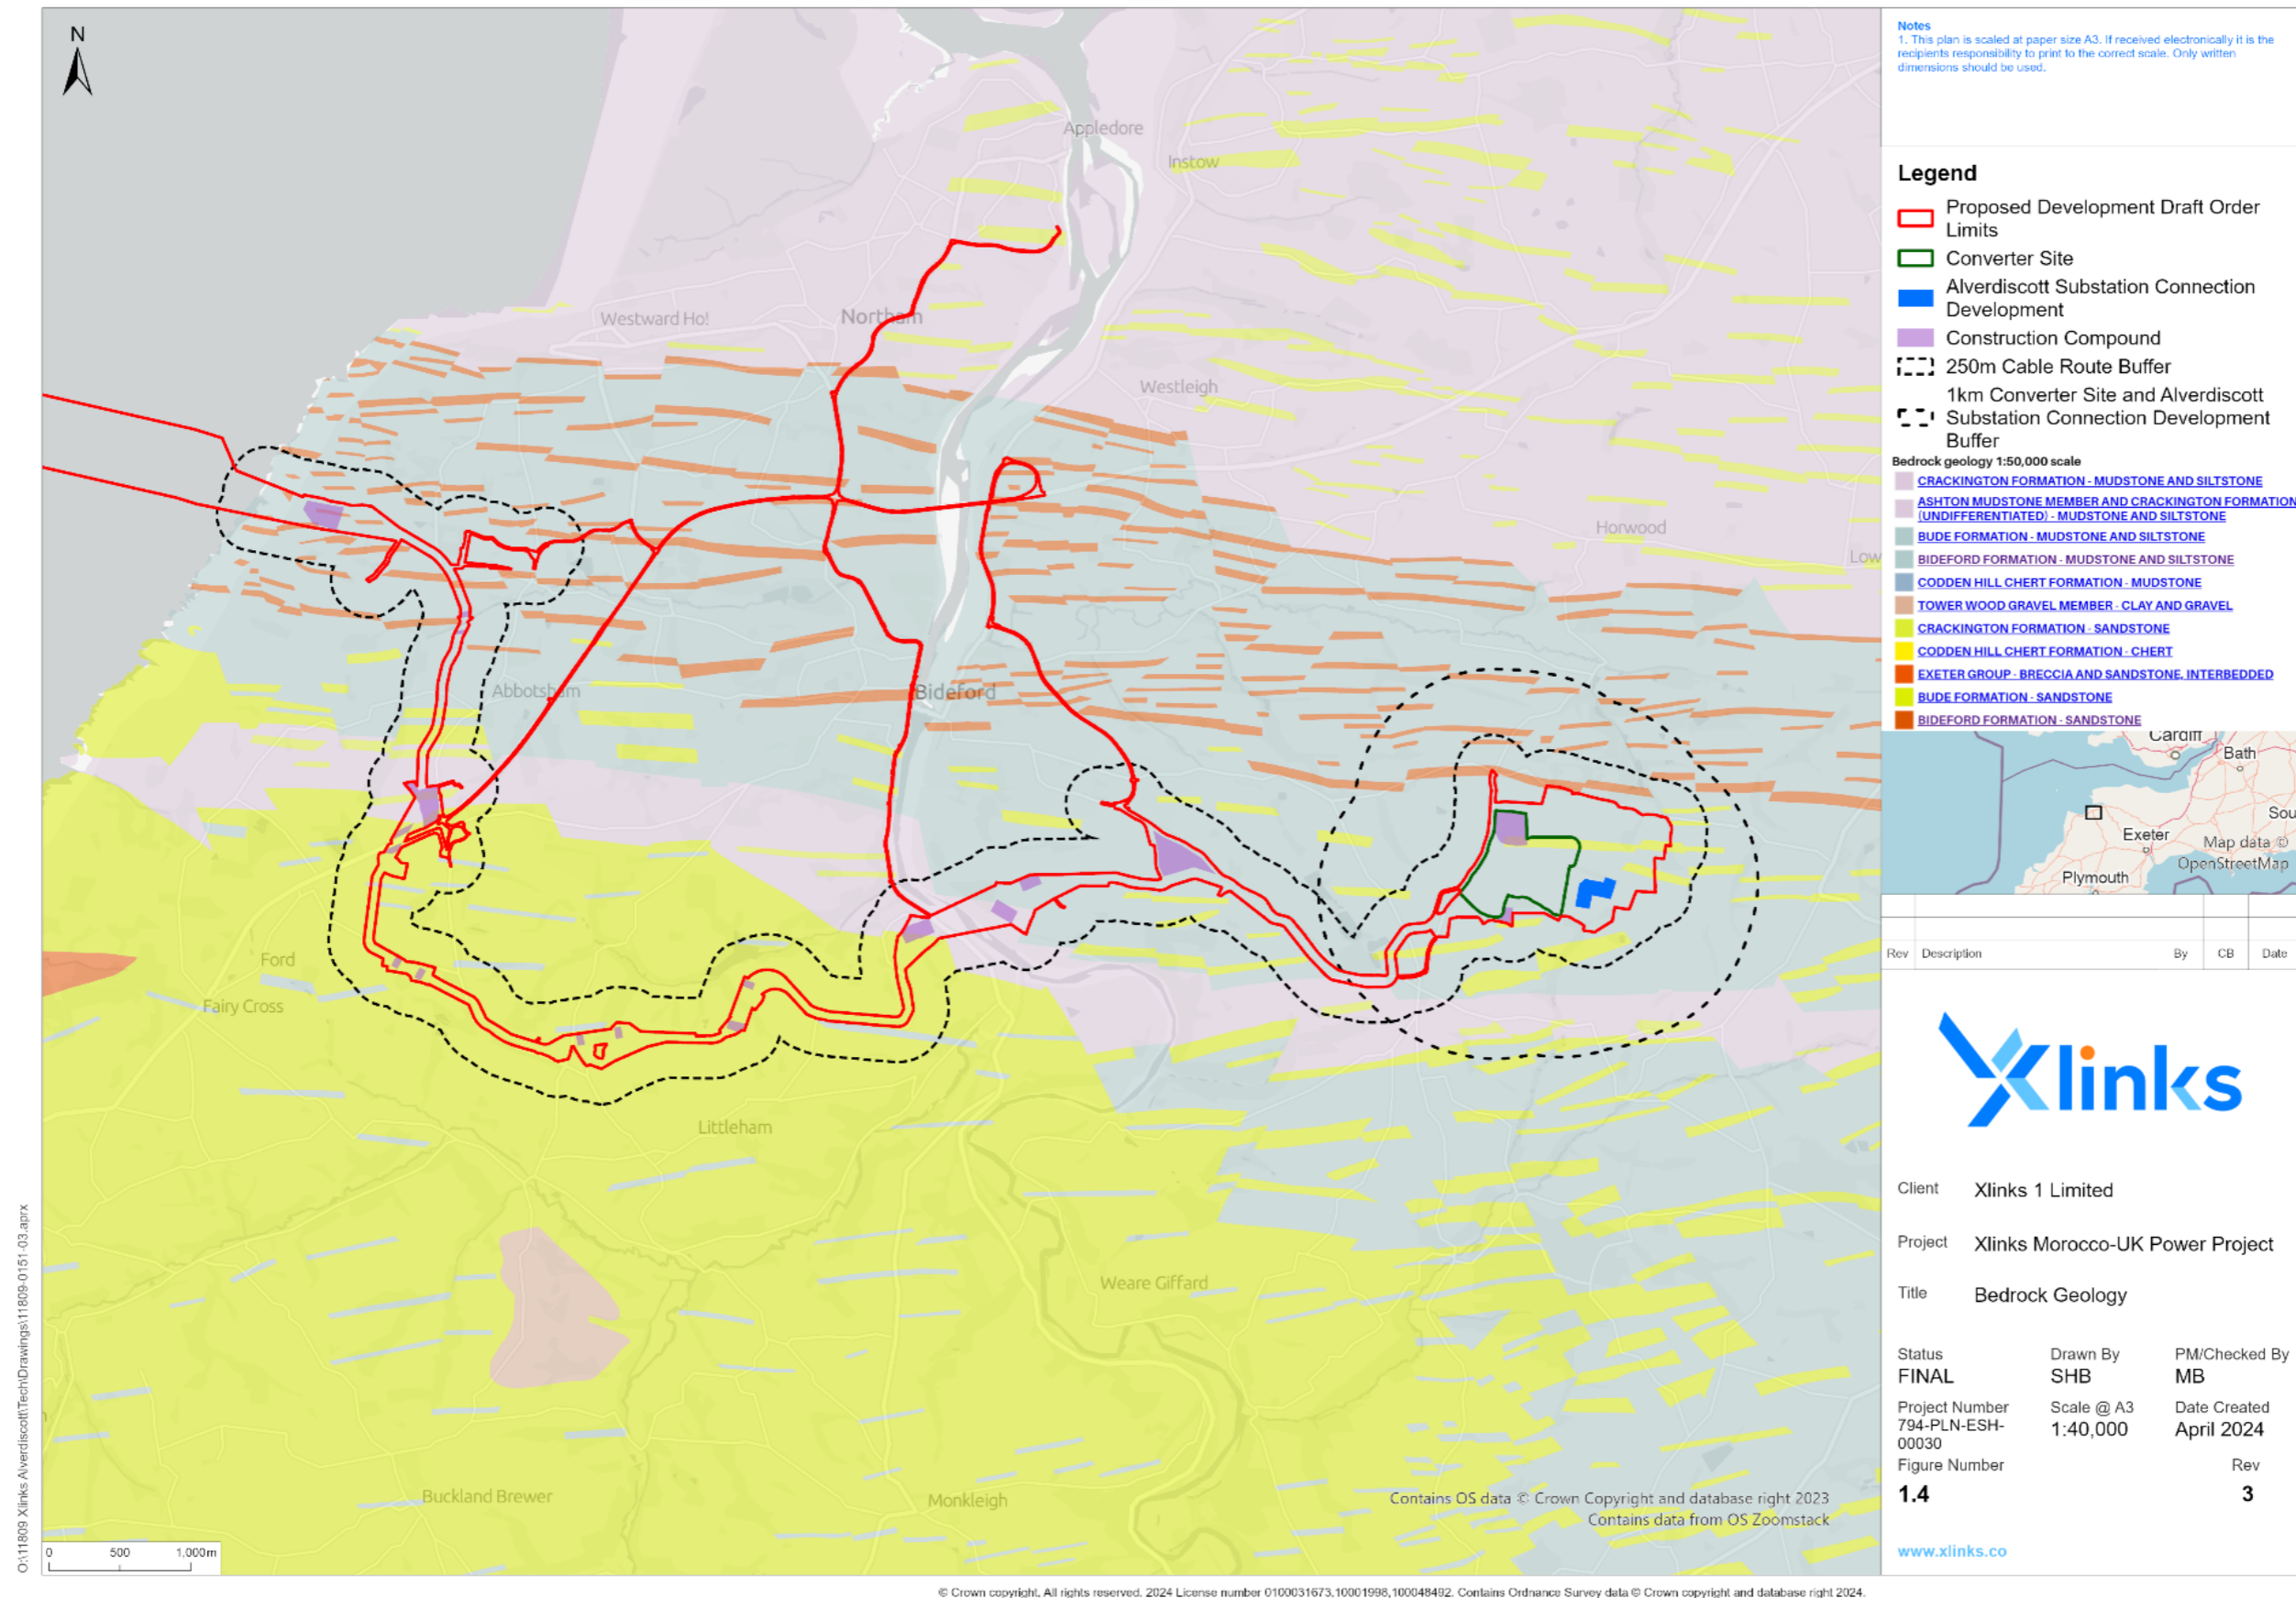 N
Appledore
Instow
Westward Ho!
Northam
Westleigh
Horwood
Low
Abbotsham
Bideford
Ford
Fairy Cross
Littleham
Weare Giffard
Buckland Brewer
Monkleigh
Contains OS data © Crown Copyright and database right 2023
Contains data from OS Zoomstack
0 500 1,000m
O:\11809 Xlinks Alverdiscott\Tech\Drawings\11809-0151-03.aprx
Notes
1. This plan is scaled at paper size A3. If received electronically it is the
recipients responsibility to print to the correct scale. Only written
dimensions should be used.
Legend
Proposed Development Draft Order
Limits
Converter Site
Alverdiscott Substation Connection
Development
Construction Compound
250m Cable Route Buffer
1km Converter Site and Alverdiscott
Substation Connection Development
Buffer
Bedrock geology 1:50,000 scale
CRACKINGTON FORMATION - MUDSTONE AND SILTSTONE
ASHTON MUDSTONE MEMBER AND CRACKINGTON FORMATION
(UNDIFFERENTIATED) - MUDSTONE AND SILTSTONE
BUDE FORMATION - MUDSTONE AND SILTSTONE
BIDEFORD FORMATION - MUDSTONE AND SILTSTONE
CODDEN HILL CHERT FORMATION - MUDSTONE
TOWER WOOD GRAVEL MEMBER - CLAY AND GRAVEL
CRACKINGTON FORMATION - SANDSTONE
CODDEN HILL CHERT FORMATION - CHERT
EXETER GROUP - BRECCIA AND SANDSTONE, INTERBEDDED
BUDE FORMATION - SANDSTONE
BIDEFORD FORMATION - SANDSTONE
Cardiff
Bath
Sou
Exeter
Map data ©
OpenStreetMap
Plymouth
Rev Description By CB Date
Xlinks
Client Xlinks 1 Limited
Project Xlinks Morocco-UK Power Project
Title Bedrock Geology
Status Drawn By PM/Checked By
FINAL SHB MB
Project Number Scale @ A3 Date Created
794-PLN-ESH-
00030 1:40,000 April 2024
Figure Number Rev
1.4 3
www.xlinks.co
© Crown copyright, All rights reserved. 2024 License number 0100031673,10001998,100048492. Contains Ordnance Survey data © Crown copyright and database right 2024.